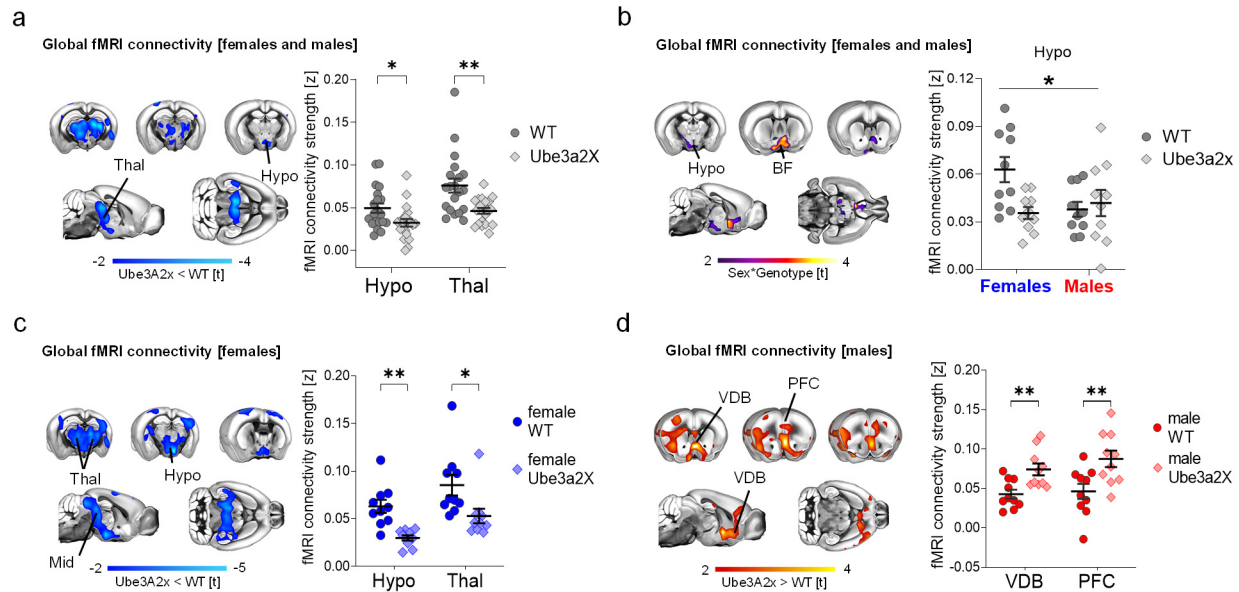 a
Global fMRI connectivity [females and males]
Thal
Hypo
-2
-4
Ube3A2x < WT [t]
fMRI connectivity strength [z]
0.20
0.15
0.10
0.05
0.00
*
**
Hypo
Thal
WT
Ube3a2X
b
Global fMRI connectivity [females and males]
Hypo
BF
2
4
Sex*Genotype [t]
Hypo
fMRI connectivity strength [z]
0.12
0.09
0.06
0.03
0.00
*
Females
Males
WT
Ube3a2x
c
Global fMRI connectivity [females]
Thal
Hypo
Mid
-2
-5
Ube3A2x < WT [t]
fMRI connectivity strength [z]
0.20
0.15
0.10
0.05
0.00
**
*
Hypo
Thal
female
WT
female
Ube3a2X
d
Global fMRI connectivity [males]
VDB
PFC
VDB
2
4
Ube3A2x > WT [t]
fMRI connectivity strength [z]
0.20
0.15
0.10
0.05
0.00
-0.05
**
**
VDB
PFC
male
WT
male
Ube3a2X